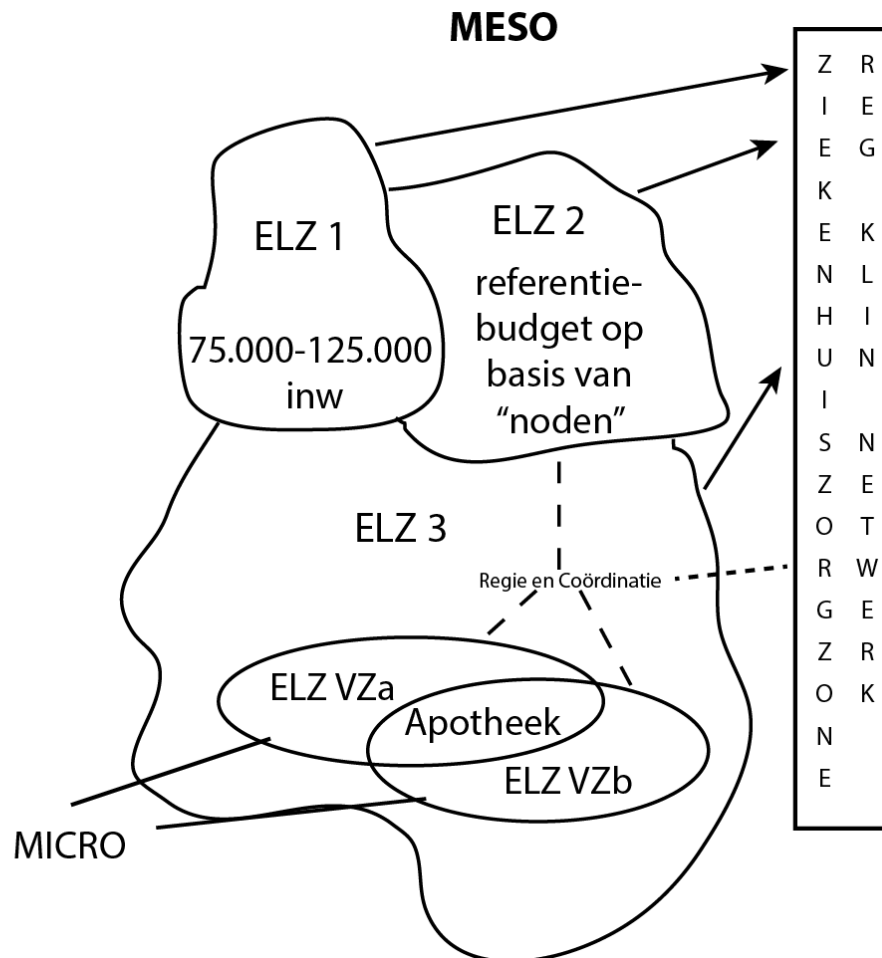 MESO
ELZ 1
75.000-125.000
inw
ELZ 2
referentie-
budget op
basis van
“noden”
ELZ 3
Regie en Coördinatie
ELZ VZa
Apotheek
ELZ VZb
MICRO
ZIEKENHUISZORGZONE
REG KLIN NETWERK